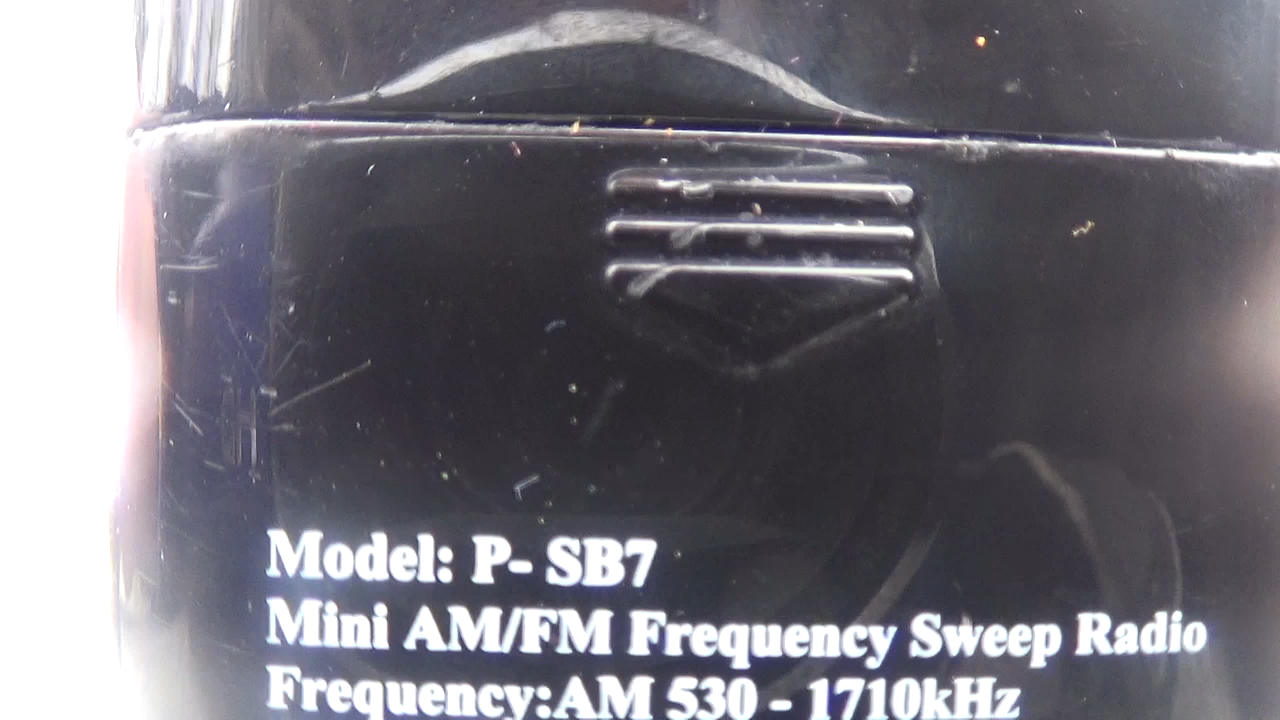 Model: P- SB7
Mini AM/FM Frequency Sweep Radio
Frequency:AM 530 - 1710kHz